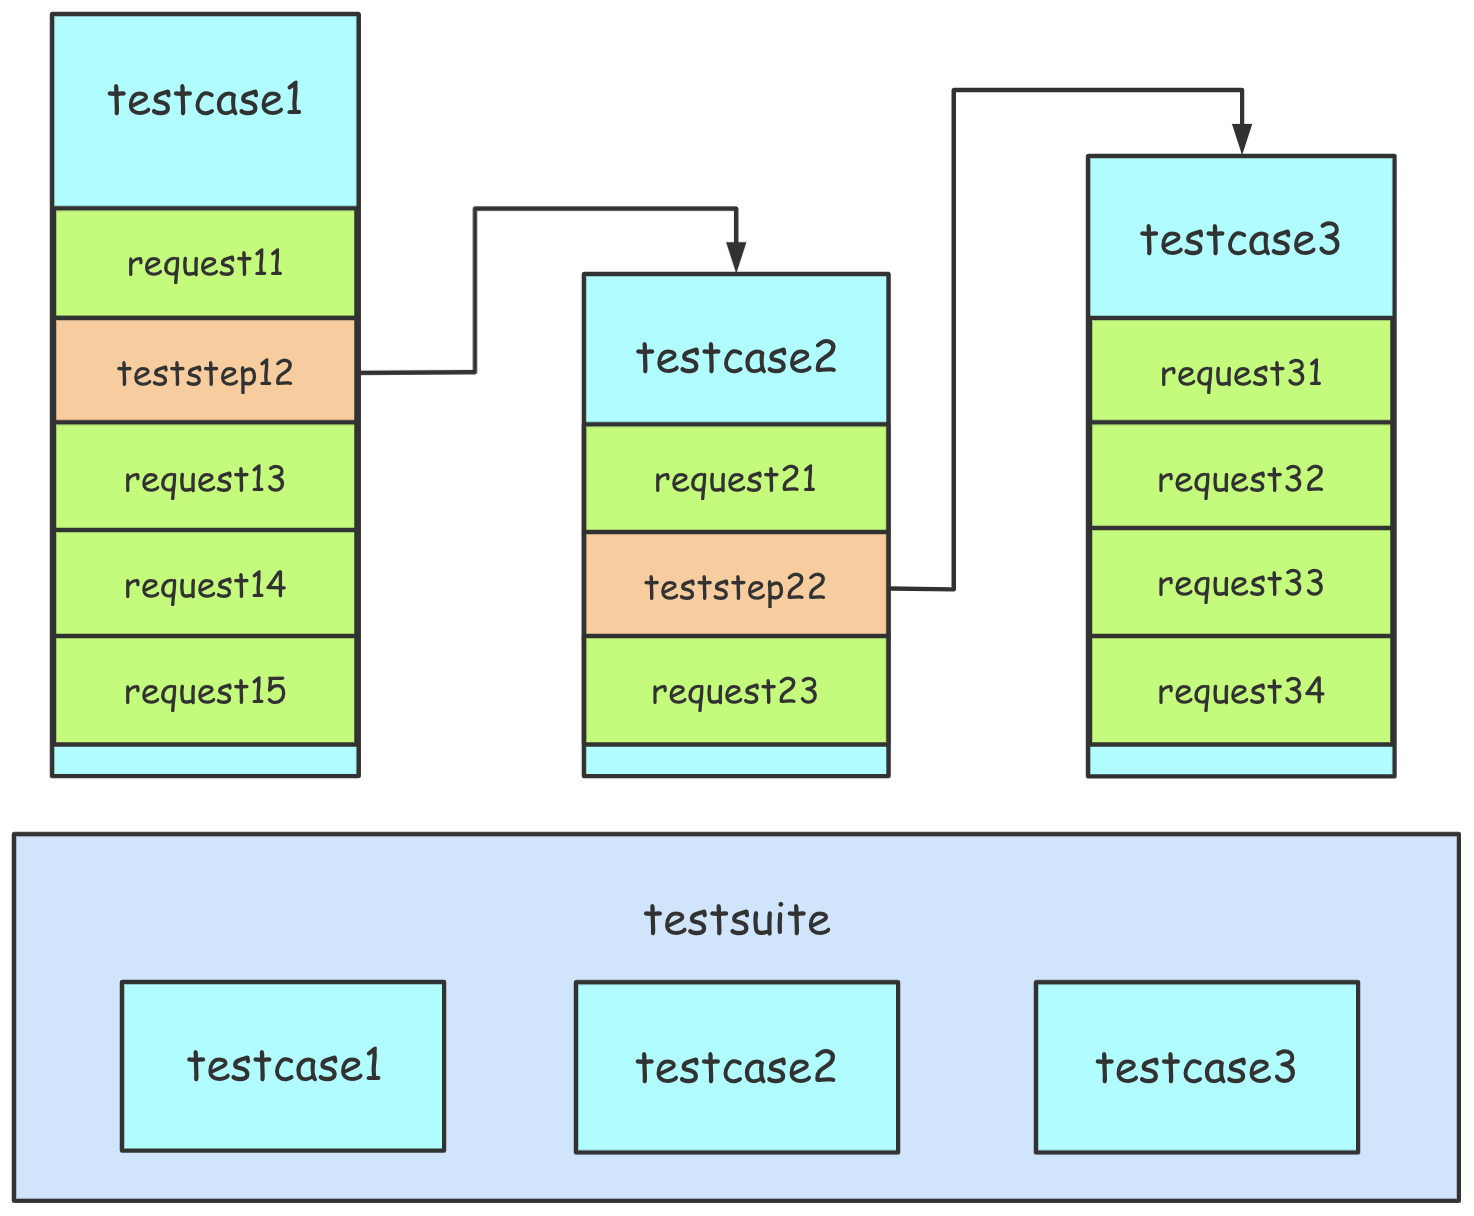 testcase1
request11
teststep12
request13
request14
request15
testcase2
request21
teststep22
request23
testcase3
request31
request32
request33
request34
testsuite
testcase1
testcase2
testcase3